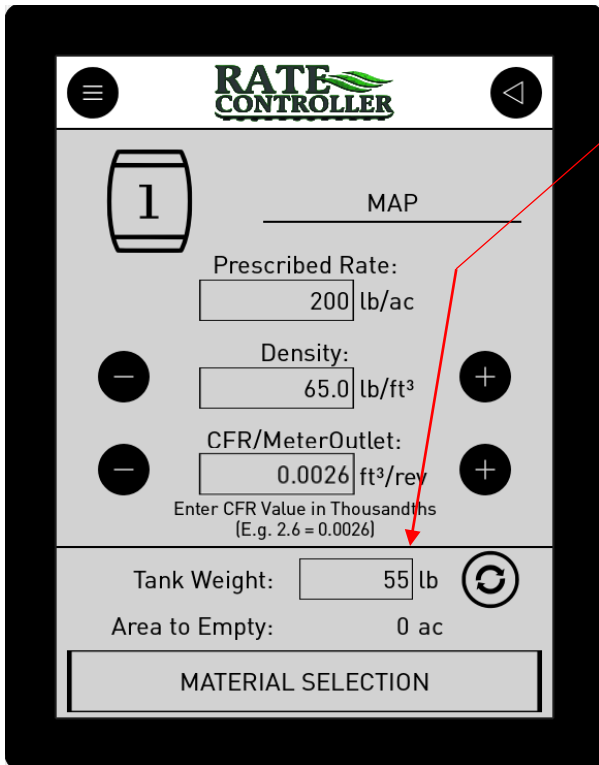 RATE
CONTROLLER
1
MAP
Prescribed Rate:
200 lb/ac
Density:
65.0 lb/ft³
CFR/MeterOutlet:
0.0026 ft³/rev
Enter CFR Value in Thousandths
(E.g. 2.6 = 0.0026)
Tank Weight: 55 lb
Area to Empty: 0 ac
MATERIAL SELECTION